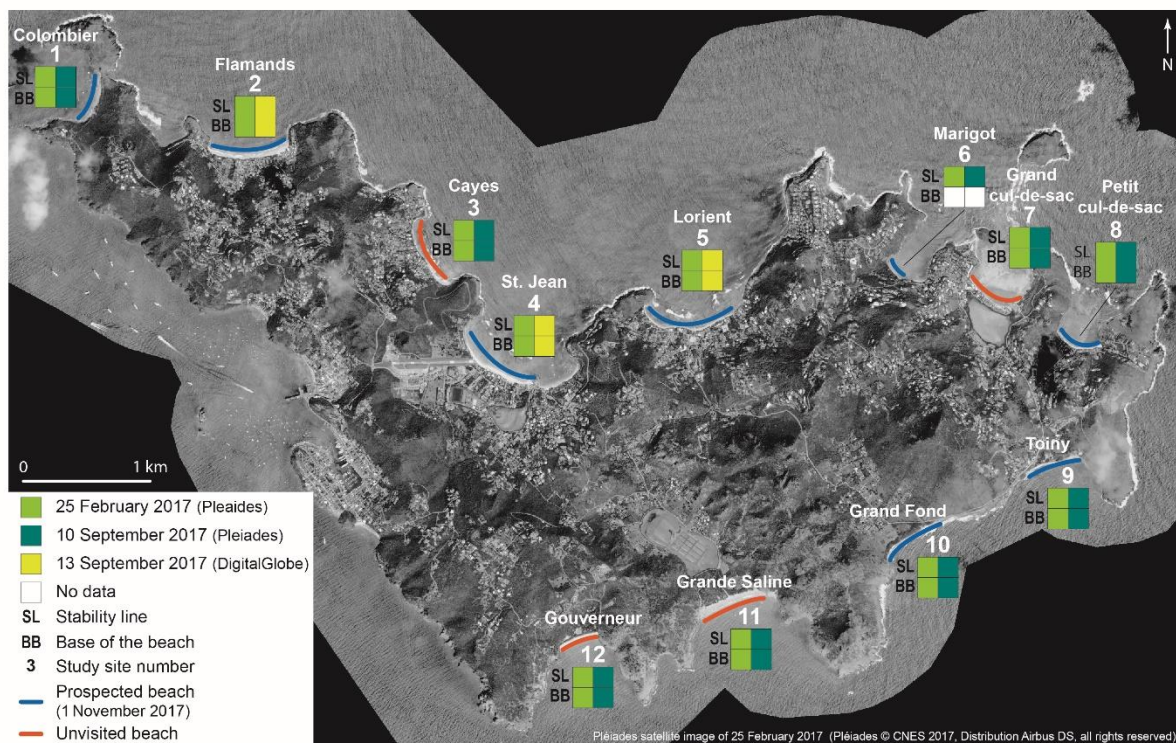 Colombier
1
SL
BB
Flamands
2
SL
BB
Cayes
3
SL
BB
St. Jean
4
SL
BB
Lorient
5
SL
BB
Marigot
6
SL
BB
Grand
cul-de-sac
7
SL
BB
Petit
cul-de-sac
8
SL
BB
N
Toiny
9
SL
BB
Grand Fond
10
SL
BB
Grande Saline
11
SL
BB
Gouverneur
12
SL
BB
0 1 km
25 February 2017 (Pleaides)
10 September 2017 (Pleiades)
13 September 2017 (DigitalGlobe)
No data
SL Stability line
BB Base of the beach
3 Study site number
Prospected beach
(1 November 2017)
Unvisited beach
Pléiades satellite image of 25 February 2017 (Pléiades © CNES 2017, Distribution Airbus DS, all rights reserved